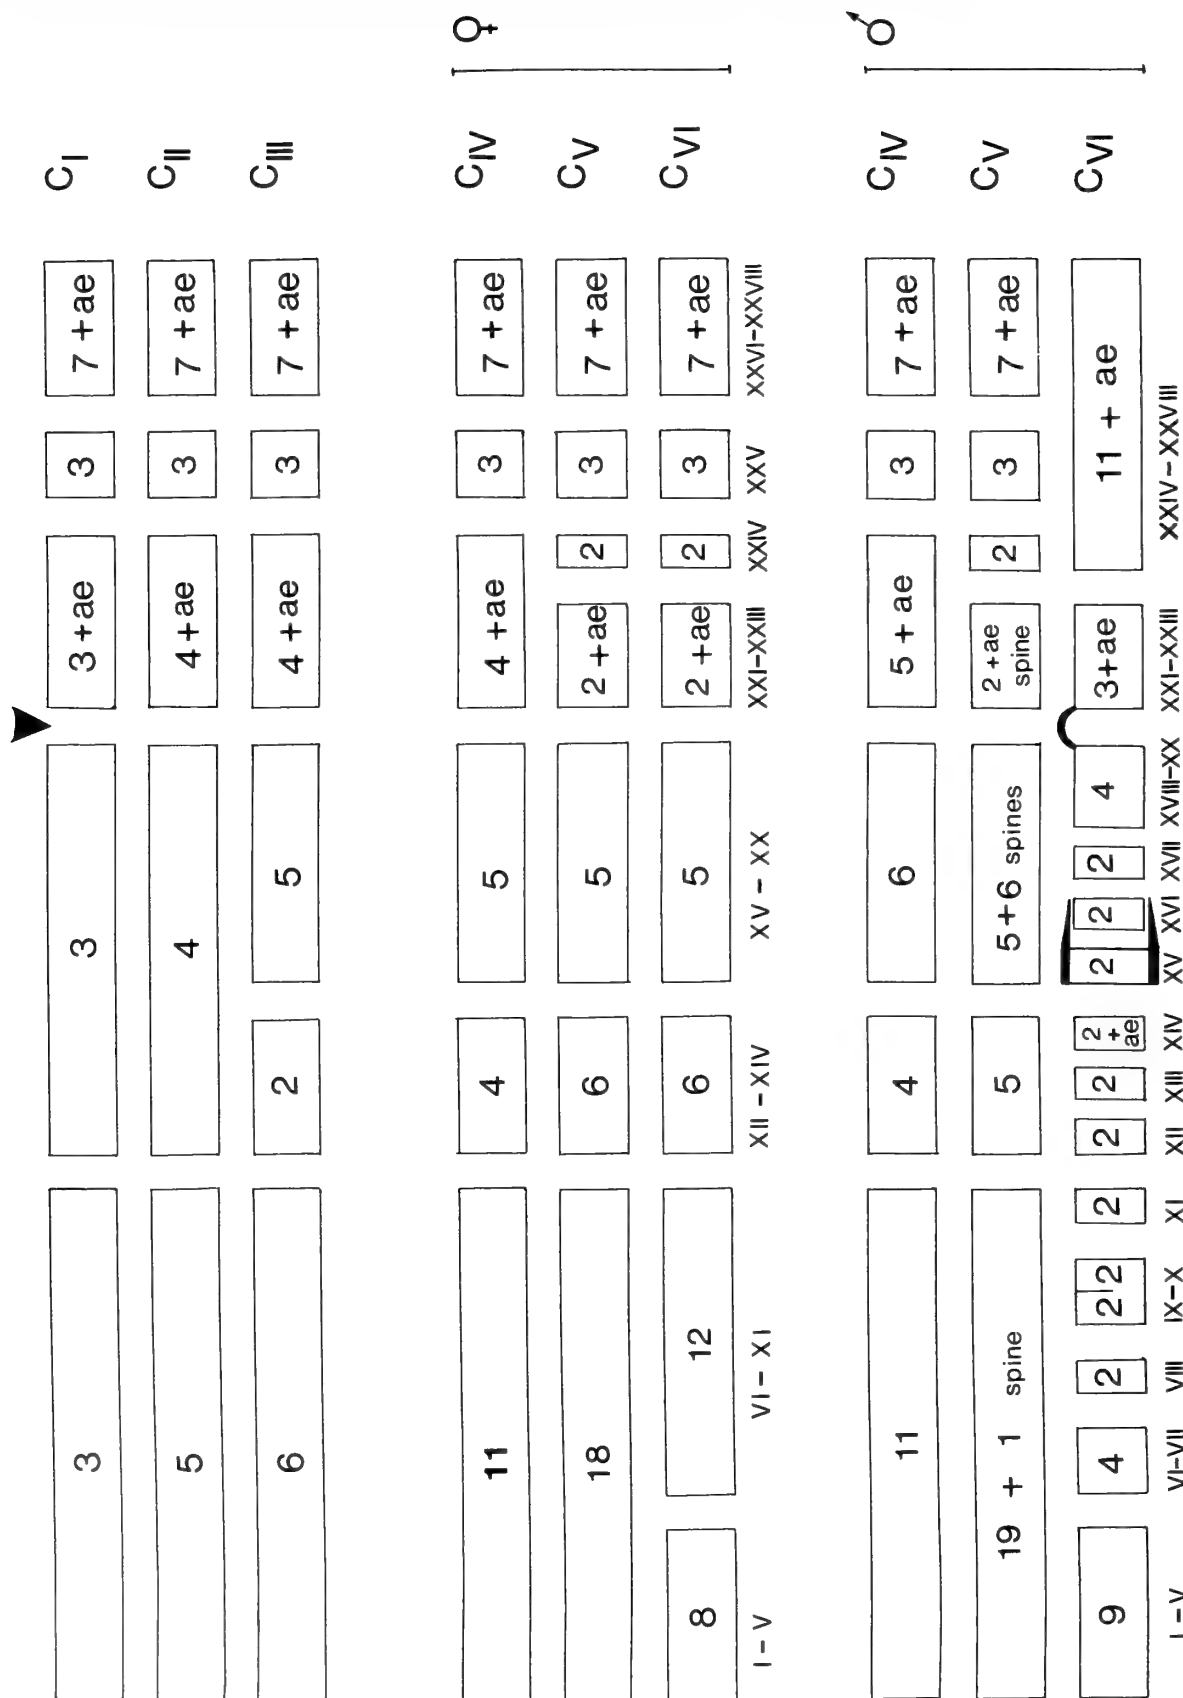 3 3 3+ae 3 7+ae CI
5 4 4+ae 3 7+ae CII
6 2 5 4+ae 3 7+ae CIII
♀
11 4 5 4+ae 3 7+ae CIV
18 6 5 2+ae 2 3 7+ae CV
8 12 6 5 2+ae 2 3 7+ae CVI
I-V VI-XI XII-XIV XV-XX XXI-XXIII XXIV XXV XXVI-XXVIII
♂
11 4 6 5+ae 3 7+ae CIV
19 + 1 spine 5 5+6 spines 2+ae spine 2 3 7+ae CV
9 4 2 2 2 2 2 2 2+ae 2 2 2 4 3+ae 11 + ae CVI
I-V VI-VII VIII IX-X XI XII XIII XIV XV XVI XVII XVIII-XX XXI-XXIII XXIV-XXVIII